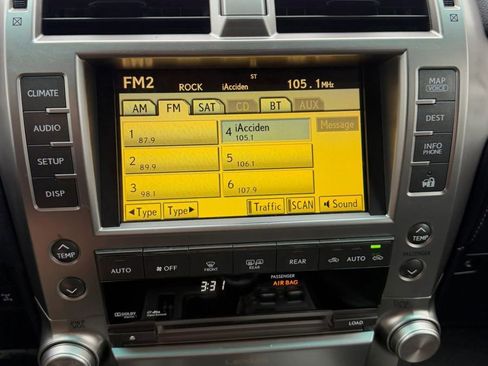 FM2 ROCK iAcciden ST 105.1MHz
AM FM SAT CD BT AUX
1 87.9
4 iAcciden 105.1
Message
2 89.9
5 106.1
3 98.1
6 107.9
◄Type Type► Traffic SCAN Sound
CLIMATE
AUDIO
SETUP
DISP
MAP
VOICE
DEST
INFO
PHONE
TEMP
TEMP
PASSENGER
AUTO OFF FRONT REAR REAR AUTO
PASSENGER
3:31 AIR BAG
DOLBY
LOAD